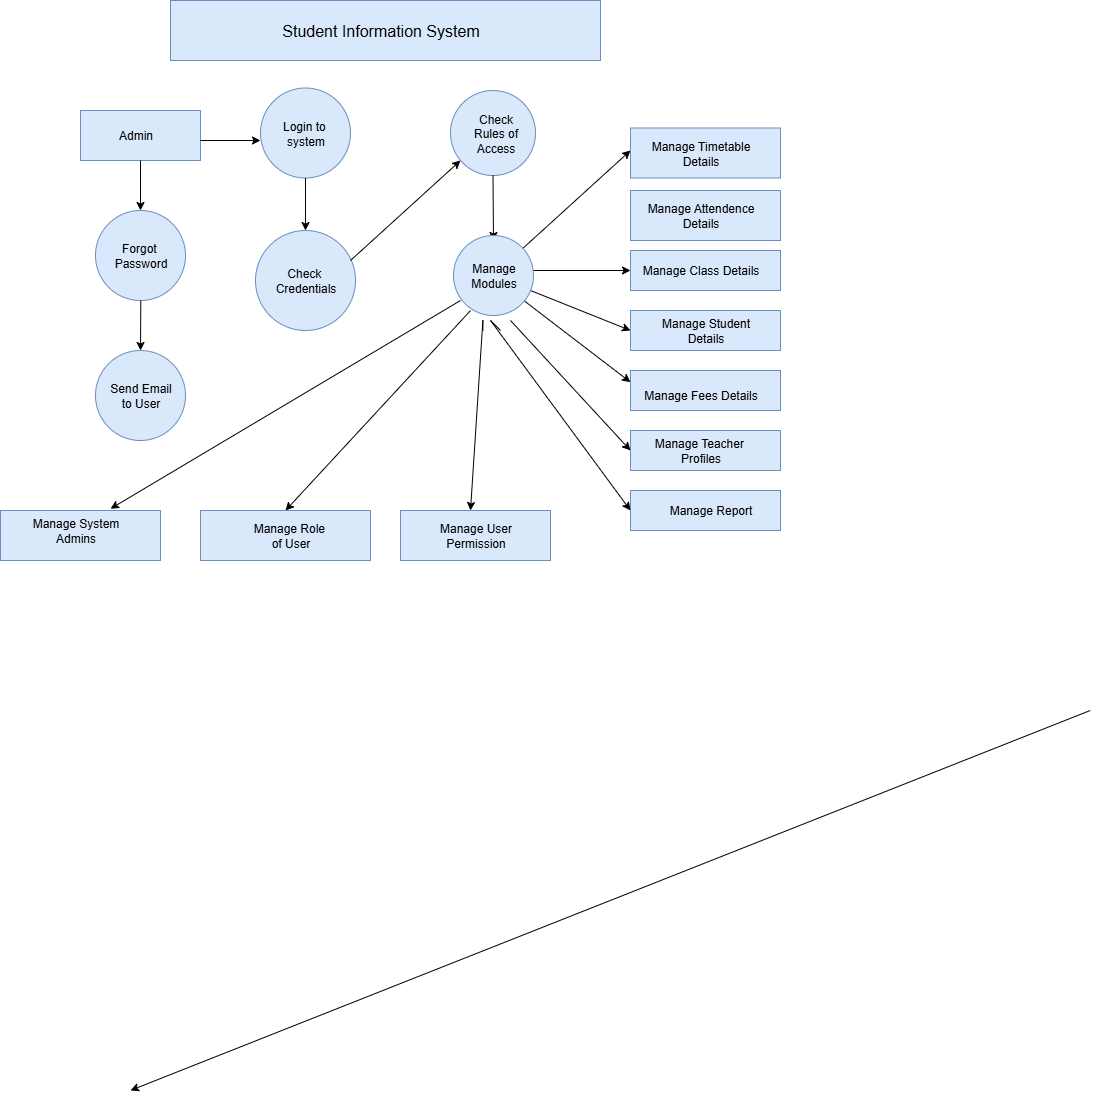 Student Information System
Admin
Login to
system
Check
Rules of
Access
Manage Timetable
Details
Manage Attendence
Details
Forgot
Password
Check
Credentials
Manage
Modules
Manage Class Details
Manage Student
Details
Send Email
to User
Manage Fees Details
Manage Teacher
Profiles
Manage Report
Manage System
Admins
Manage Role
of User
Manage User
Permission